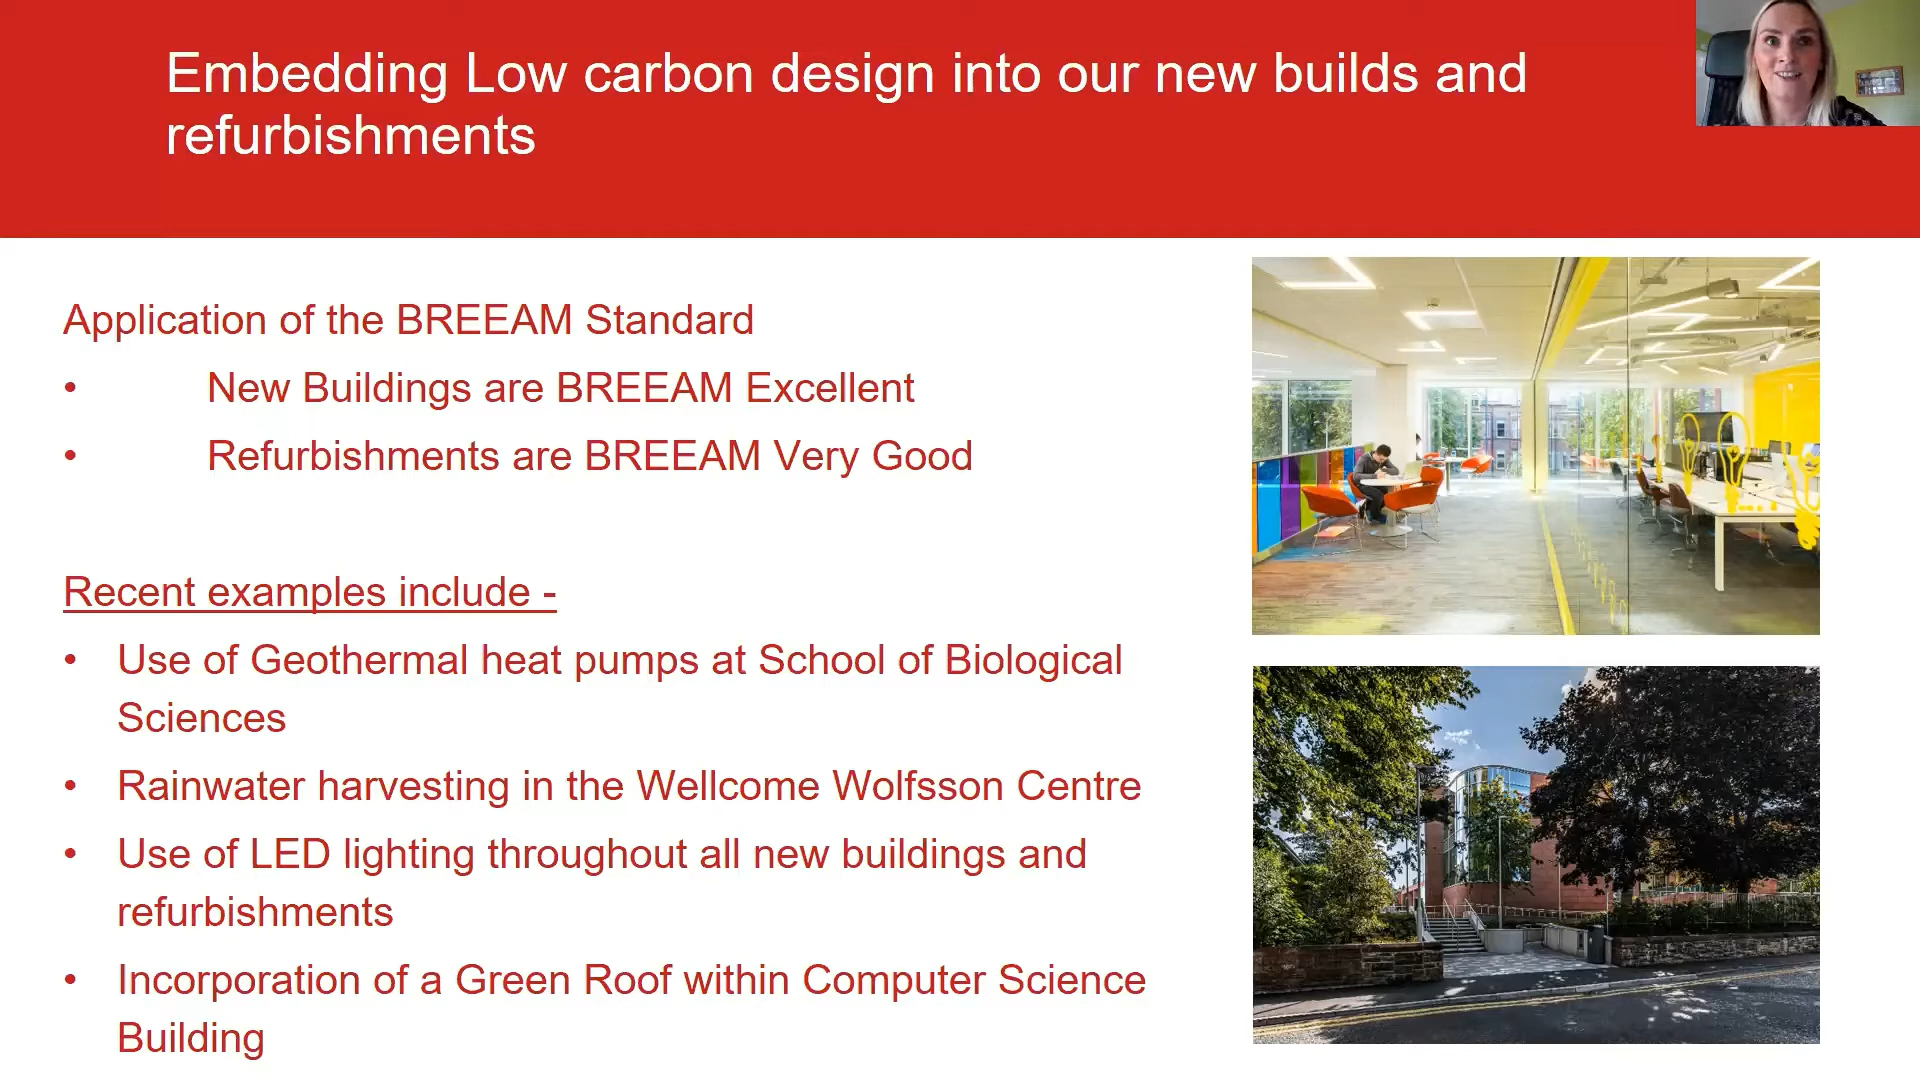 Embedding Low carbon design into our new builds and
refurbishments
Application of the BREEAM Standard
• New Buildings are BREEAM Excellent
• Refurbishments are BREEAM Very Good
Recent examples include -
• Use of Geothermal heat pumps at School of Biological
Sciences
• Rainwater harvesting in the Wellcome Wolfsson Centre
• Use of LED lighting throughout all new buildings and
refurbishments
• Incorporation of a Green Roof within Computer Science
Building